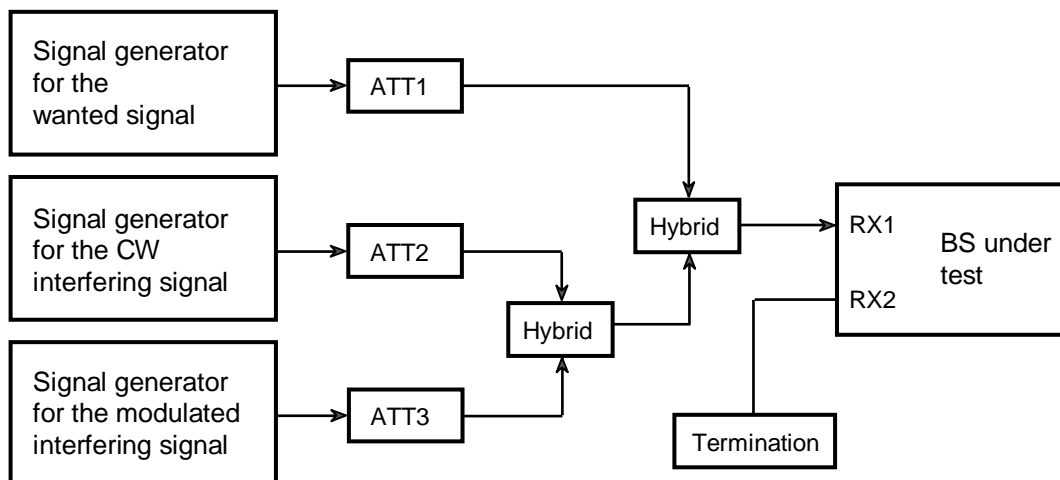 Signal generator
for the
wanted signal
ATT1
Signal generator
for the CW
interfering signal
ATT2
Signal generator
for the modulated
interfering signal
ATT3
Hybrid
Hybrid
RX1
RX2
BS under
test
Termination